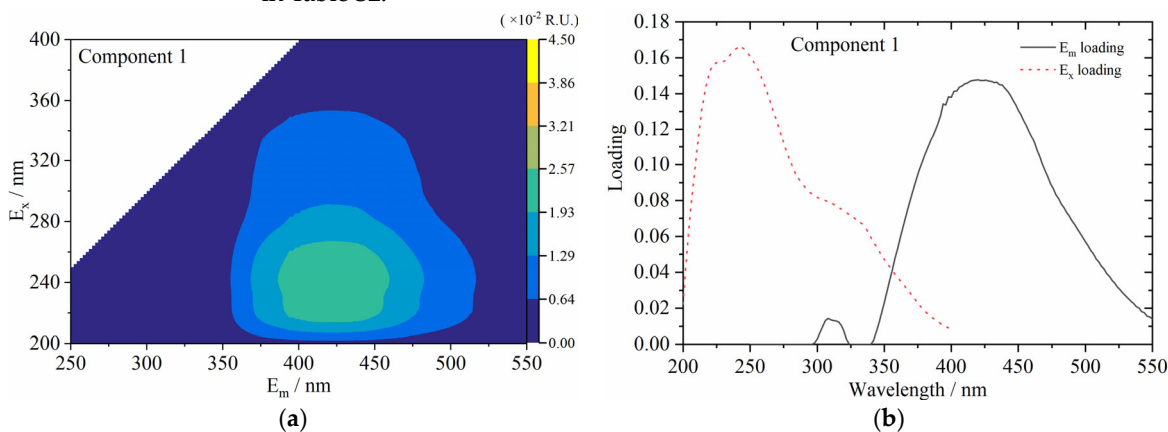 in Table S2.
( ×10⁻² R.U.)
Component 1
400
360
320
280
240
200
Eₓ / nm
250 300 350 400 450 500 550
Eₘ / nm
4.50
3.86
3.21
2.57
1.93
1.29
0.64
0.00
(a)
Component 1
Eₘ loading
Eₓ loading
0.18
0.16
0.14
0.12
0.10
0.08
0.06
0.04
0.02
0.00
Loading
200 250 300 350 400 450 500 550
Wavelength / nm
(b)